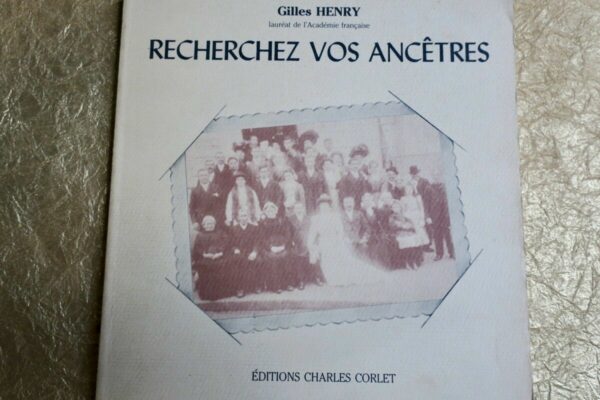 Gilles HENRY
lauréat de l'Académie française
RECHERCHEZ VOS ANCÊTRES
ÉDITIONS CHARLES CORLET